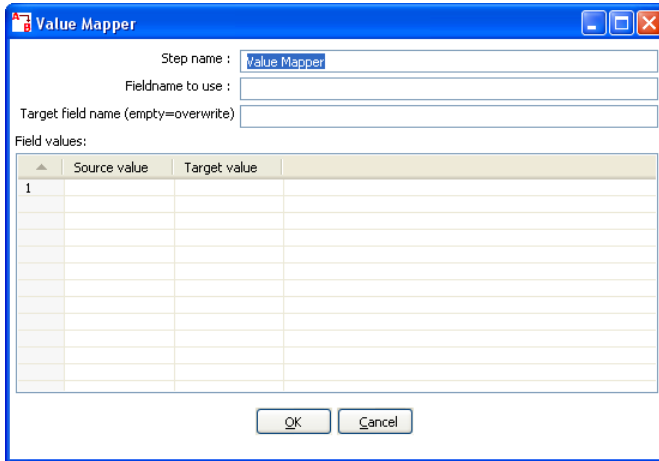 A B Value Mapper
Step name : Value Mapper
Fieldname to use :
Target field name (empty=overwrite)
Field values:
Source value Target value
1
OK Cancel